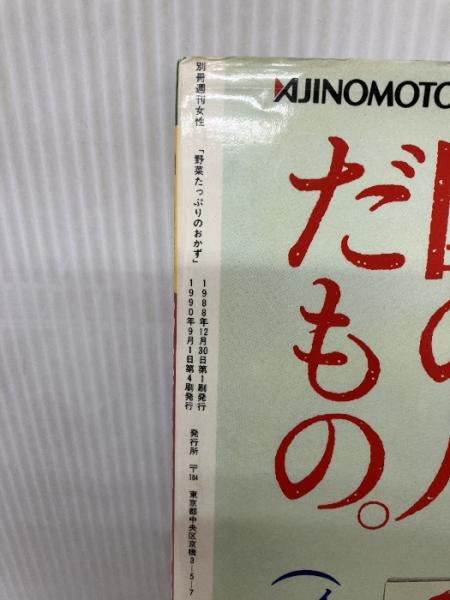 AJINOMOTO
だもの。
別冊週刊女性 「野菜たっぷりのおかず」
1988年12月30日第1刷発行
1990年9月1日第4刷発行
発行所 〒104 東京都中央区京橋3-5-7